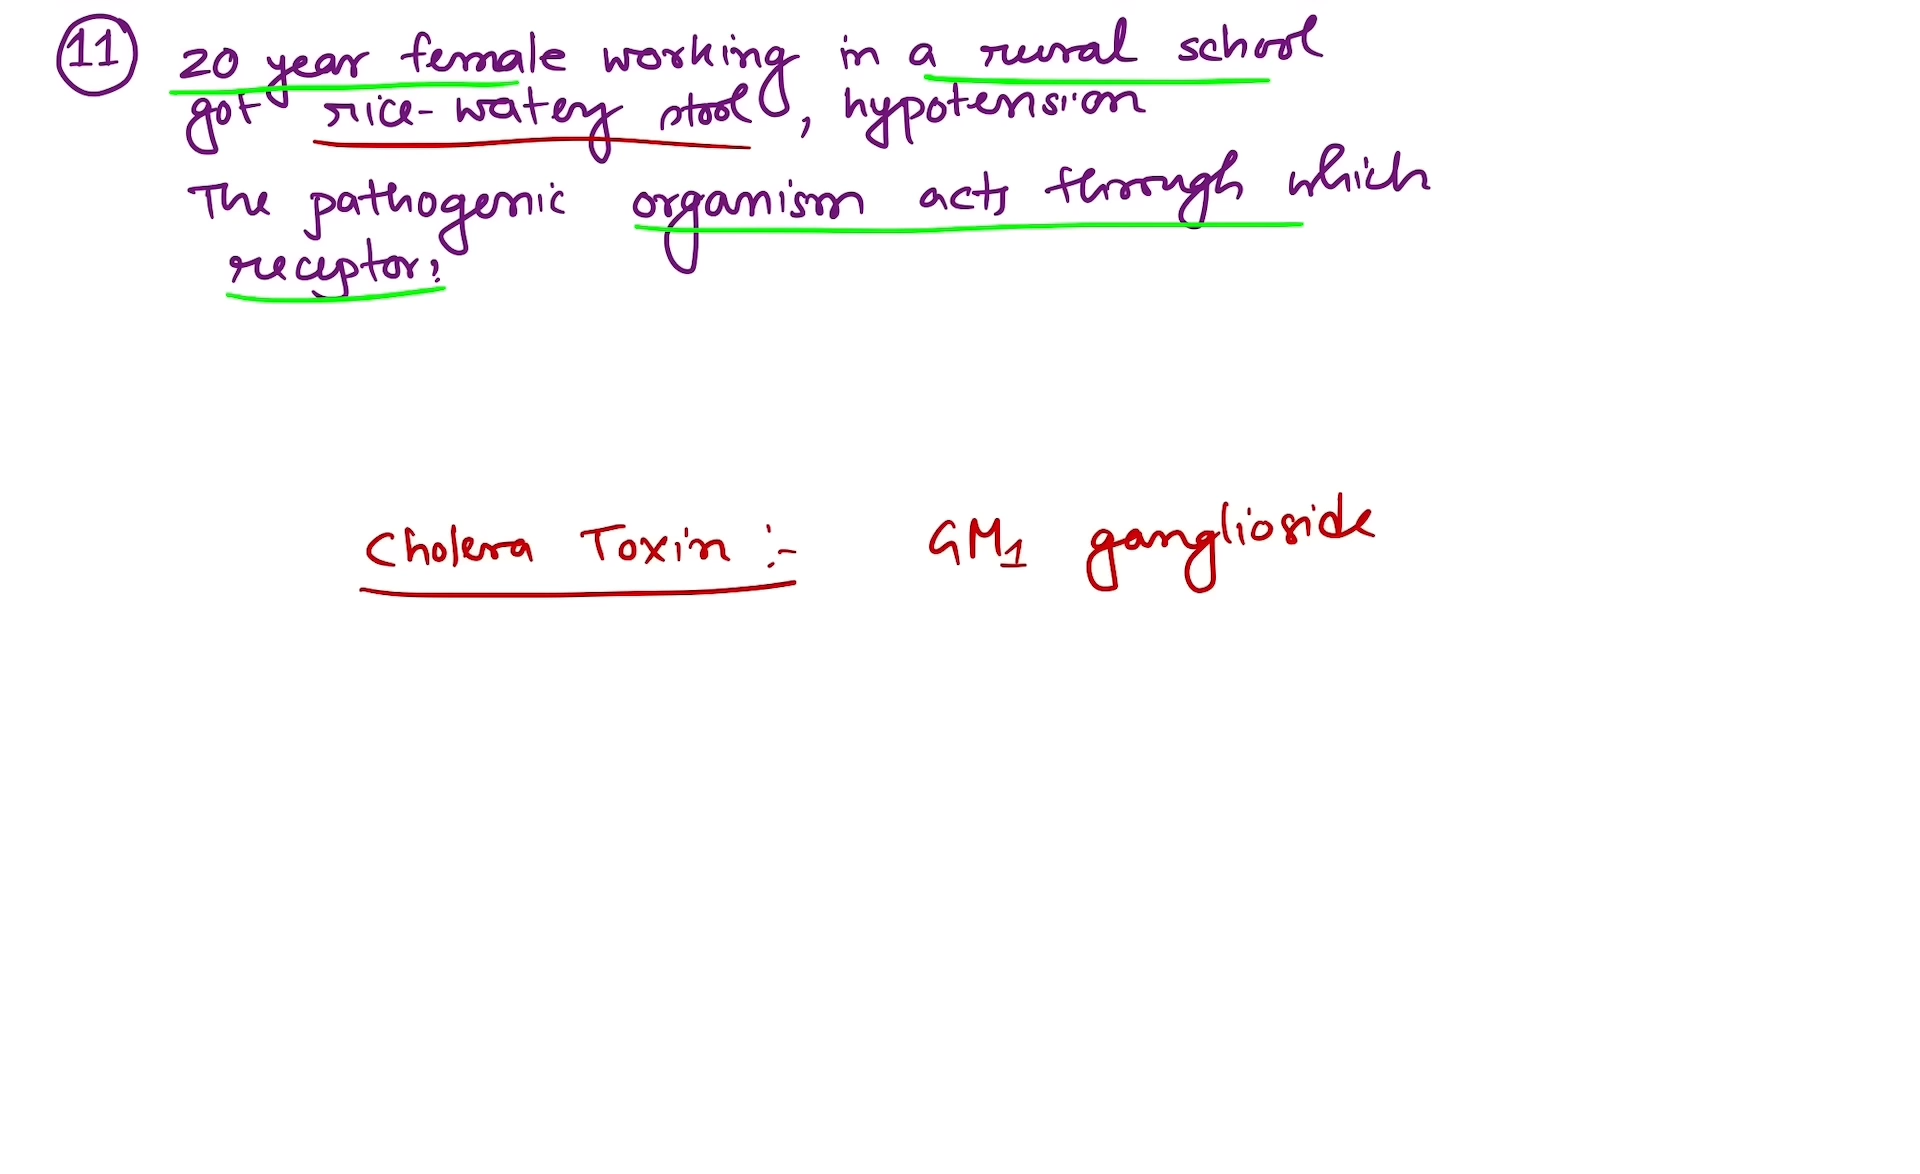 11 20 year female working in a rural school
got rice-watery stool, hypotension
The pathogenic organism acts through which
receptor?
Cholera Toxin :- GM1 ganglioside